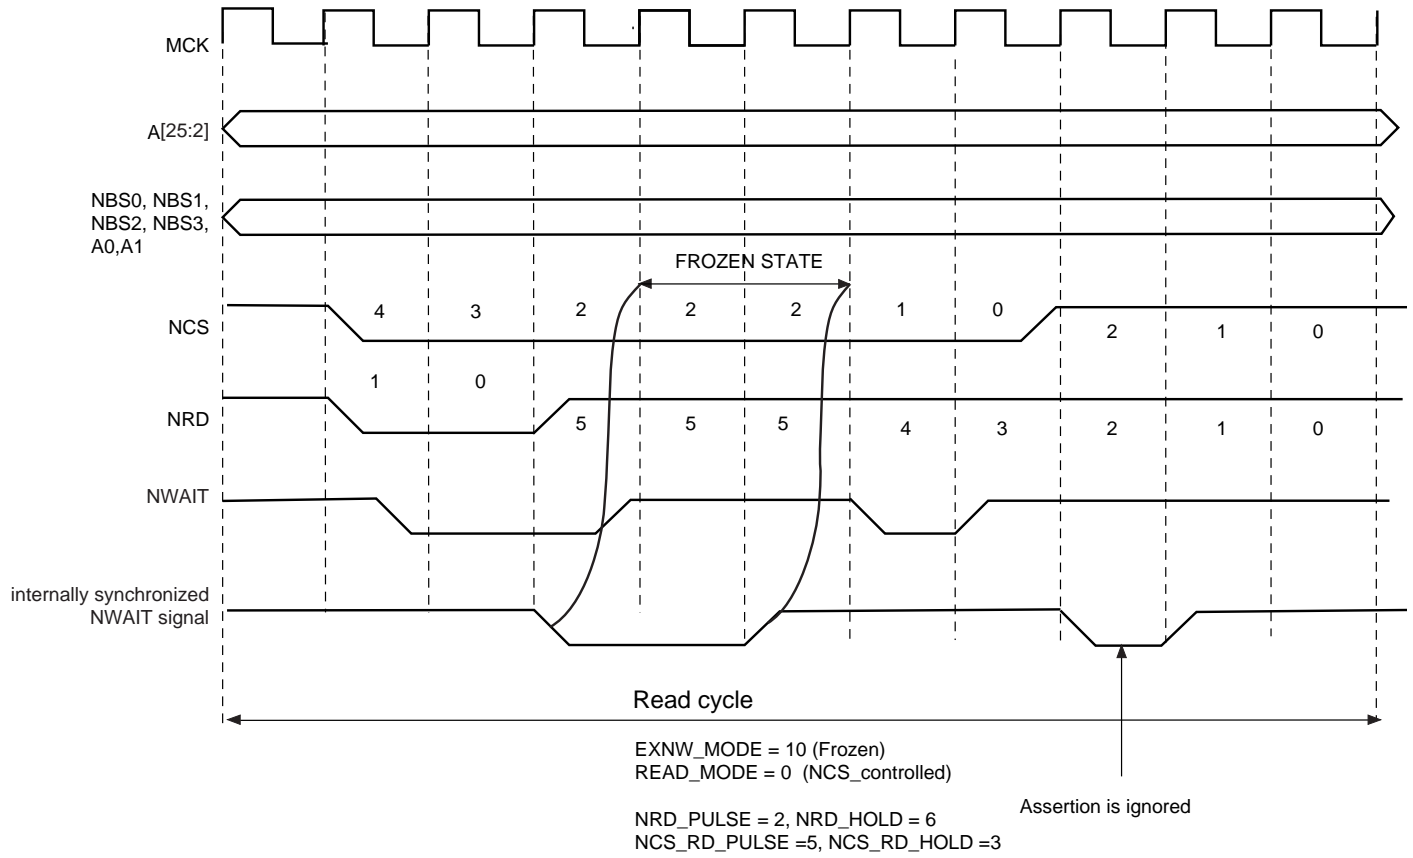 MCK
A[25:2]
NBS0, NBS1,
NBS2, NBS3,
A0,A1
FROZEN STATE
4 3 2 2 2 1 0
NCS
2 1 0
1 0
NRD
5 5 5 4 3 2 1 0
NWAIT
internally synchronized
NWAIT signal
Read cycle
EXNW_MODE = 10 (Frozen)
READ_MODE = 0 (NCS_controlled)
Assertion is ignored
NRD_PULSE = 2, NRD_HOLD = 6
NCS_RD_PULSE =5, NCS_RD_HOLD =3